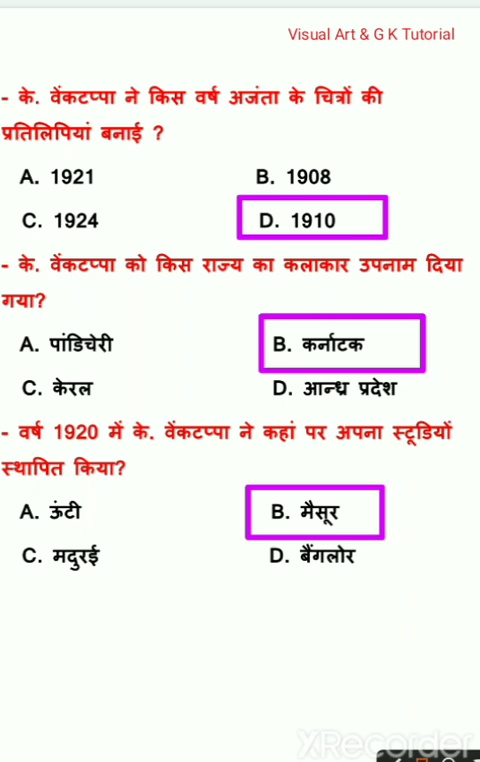 Visual Art & G K Tutorial
- के. वेंकटप्पा ने किस वर्ष अजंता के चित्रों की
प्रतिलिपियां बनाई ?
A. 1921 B. 1908
C. 1924 D. 1910
- के. वेंकटप्पा को किस राज्य का कलाकार उपनाम दिया
गया?
A. पांडिचेरी B. कर्नाटक
C. केरल D. आन्ध्र प्रदेश
- वर्ष 1920 में के. वेंकटप्पा ने कहां पर अपना स्टूडियों
स्थापित किया?
A. ऊंटी B. मैसूर
C. मदुरई D. बैंगलोर
XRecorder